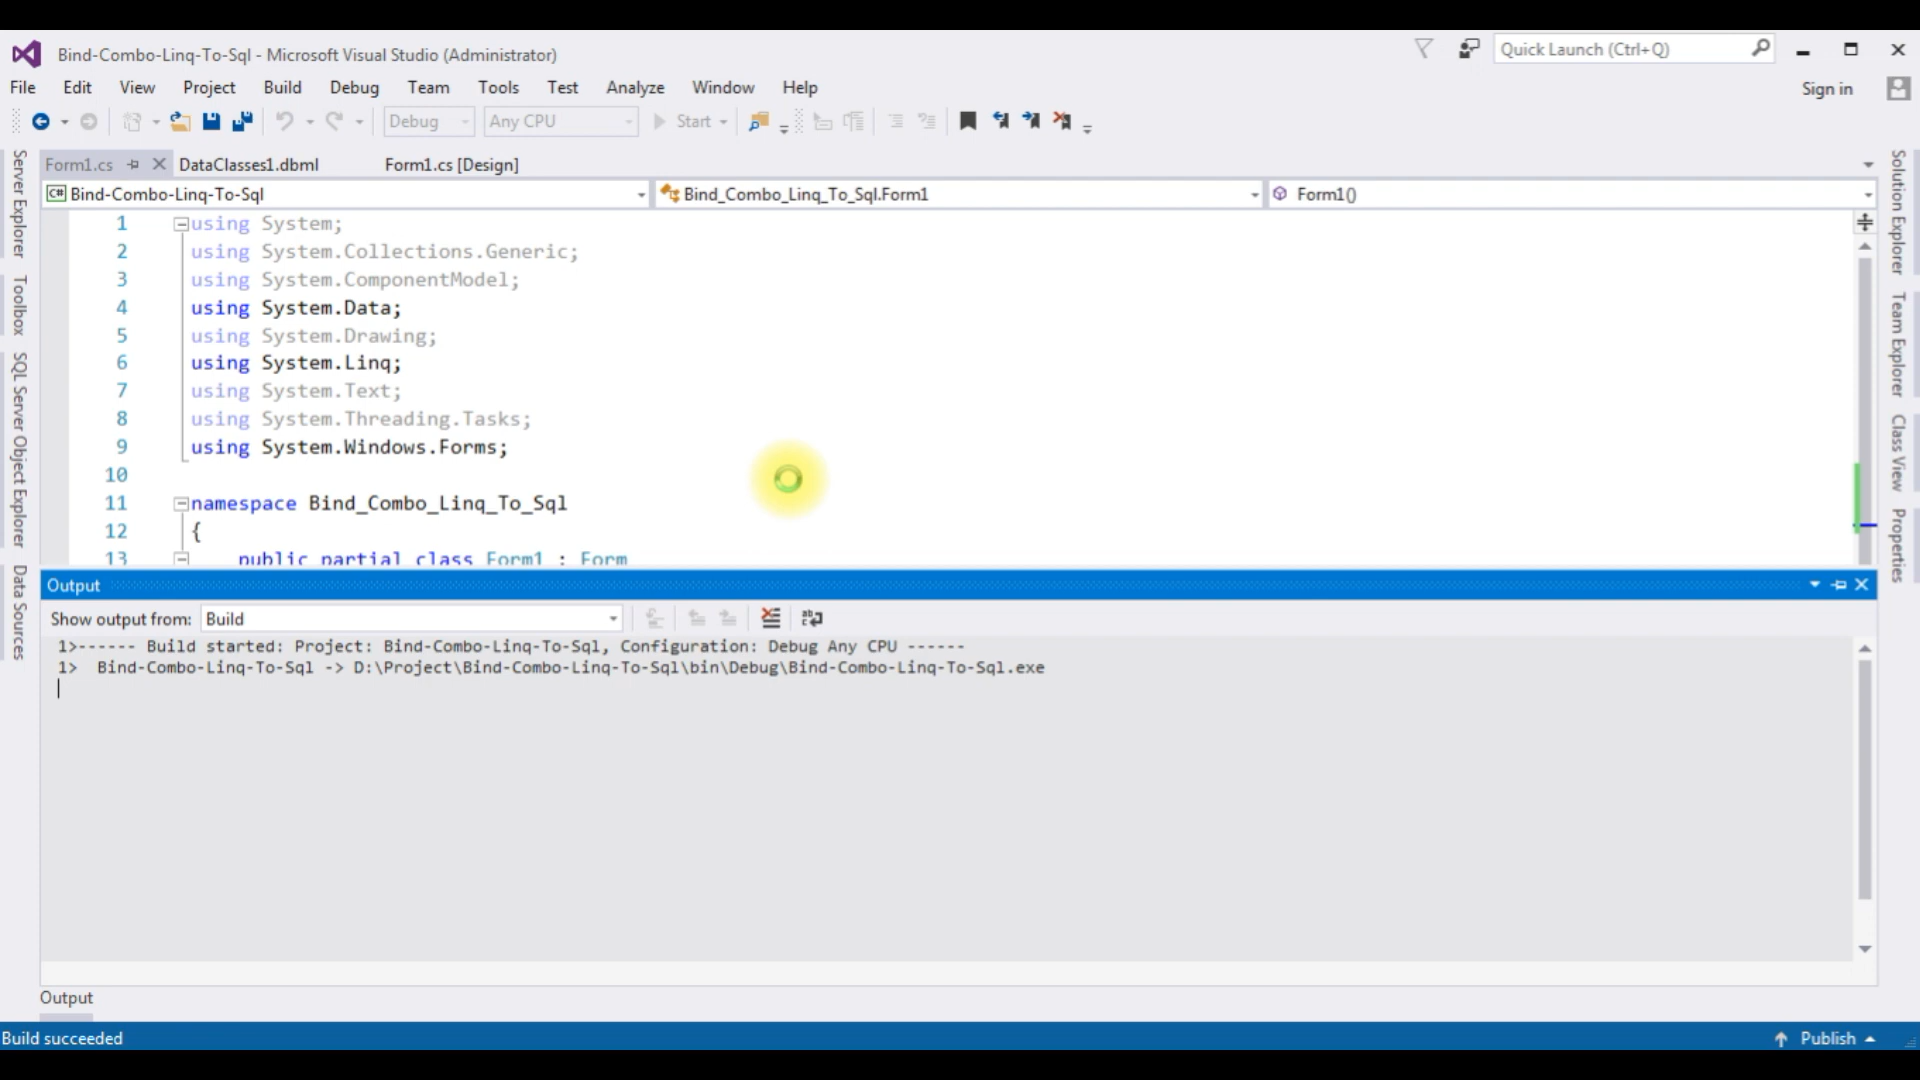 Bind-Combo-Linq-To-Sql - Microsoft Visual Studio (Administrator)
Quick Launch (Ctrl+Q)
File Edit View Project Build Debug Team Tools Test Analyze Window Help
Sign in
Debug Any CPU Start
Form1.cs DataClasses1.dbml Form1.cs [Design]
Bind-Combo-Linq-To-Sql Bind_Combo_Linq_To_Sql.Form1 Form1()
1 using System;
2 using System.Collections.Generic;
3 using System.ComponentModel;
4 using System.Data;
5 using System.Drawing;
6 using System.Linq;
7 using System.Text;
8 using System.Threading.Tasks;
9 using System.Windows.Forms;
10
11 namespace Bind_Combo_Linq_To_Sql
12 {
13 public partial class Form1 : Form
Server Explorer
Toolbox
SQL Server Object Explorer
Data Sources
Solution Explorer
Team Explorer
Class View
Properties
Output
Show output from: Build
1>------ Build started: Project: Bind-Combo-Linq-To-Sql, Configuration: Debug Any CPU ------
1>  Bind-Combo-Linq-To-Sql -> D:\Project\Bind-Combo-Linq-To-Sql\bin\Debug\Bind-Combo-Linq-To-Sql.exe
Output
Build succeeded
Publish